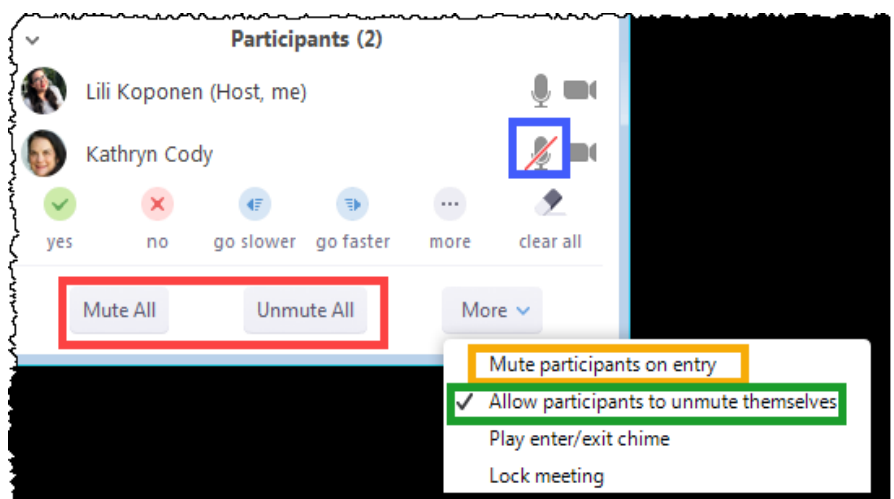 Participants (2)
Lili Koponen (Host, me)
Kathryn Cody
yes no go slower go faster more clear all
Mute All Unmute All More
Mute participants on entry
Allow participants to unmute themselves
Play enter/exit chime
Lock meeting